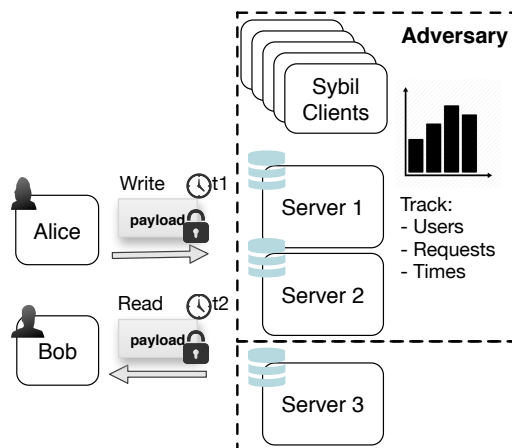 Adversary
Sybil
Clients
Write
t1
payload
Alice
Server 1
Track:
- Users
- Requests
- Times
Server 2
Read
t2
payload
Bob
Server 3